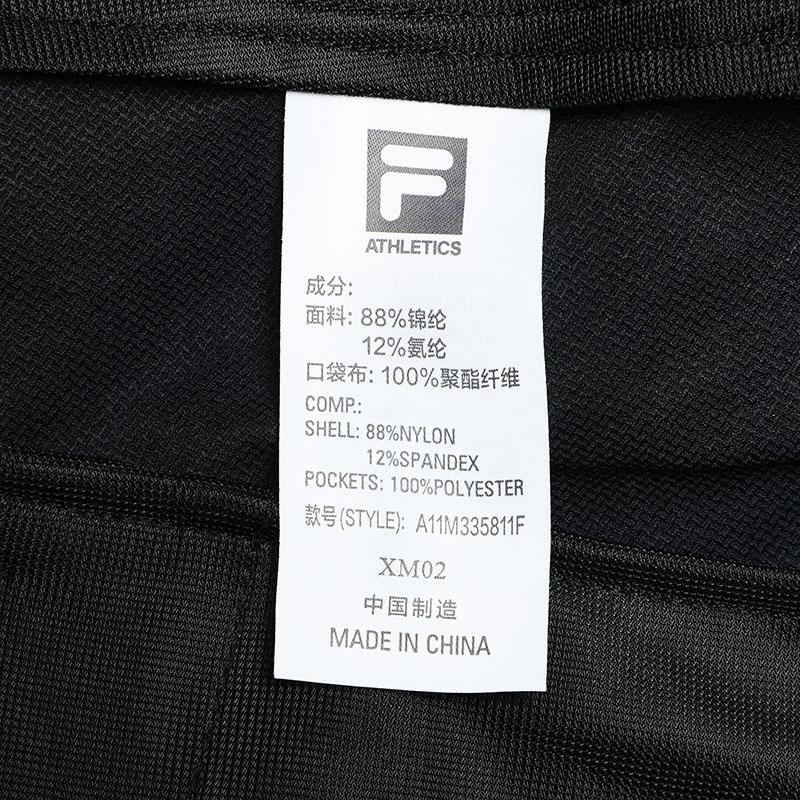 F
ATHLETICS
成分:
面料: 88%锦纶
12%氨纶
口袋布: 100%聚酯纤维
COMP.:
SHELL: 88%NYLON
12%SPANDEX
POCKETS: 100%POLYESTER
款号(STYLE): A11M335811F
XM02
中国制造
MADE IN CHINA